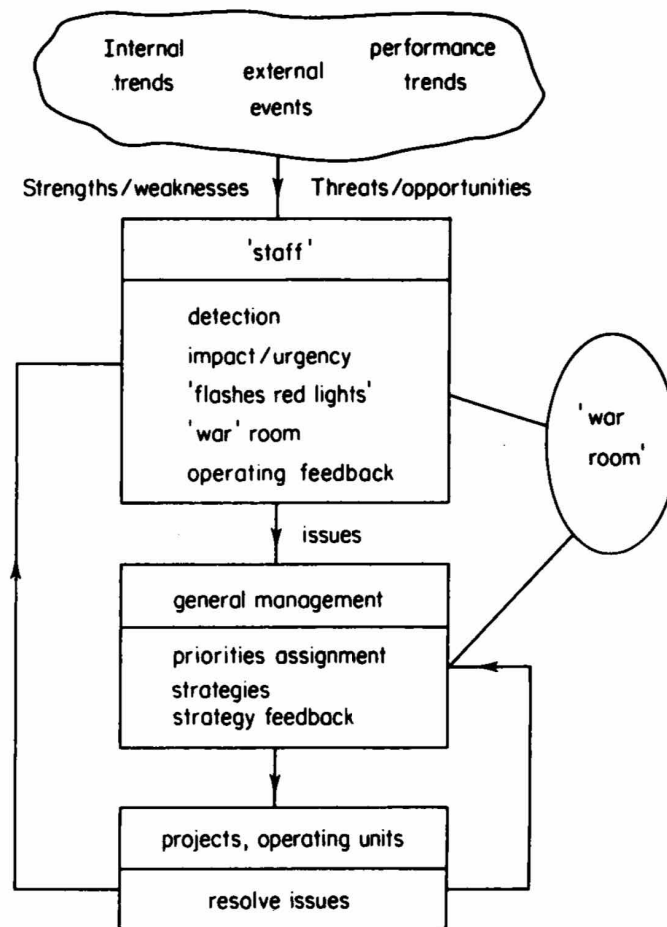 Internal
trends
external
events
performance
trends
Strengths/weaknesses
Threats/opportunities
'staff'
detection
impact/urgency
'flashes red lights'
'war' room
operating feedback
'war
room'
issues
general management
priorities assignment
strategies
strategy feedback
projects, operating units
resolve issues